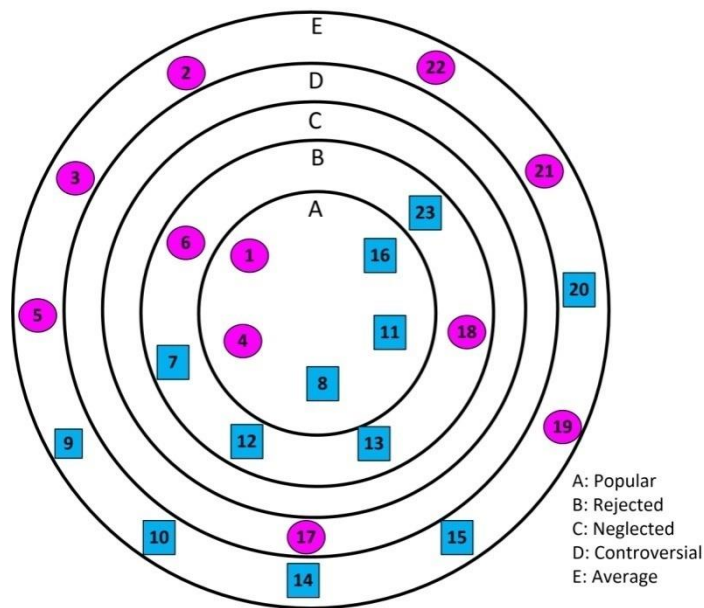 E
2
22
D
C
3
B
21
A
23
6
1
16
20
5
11
18
4
7
8
19
9
12
13
10
17
15
14
A: Popular
B: Rejected
C: Neglected
D: Controversial
E: Average